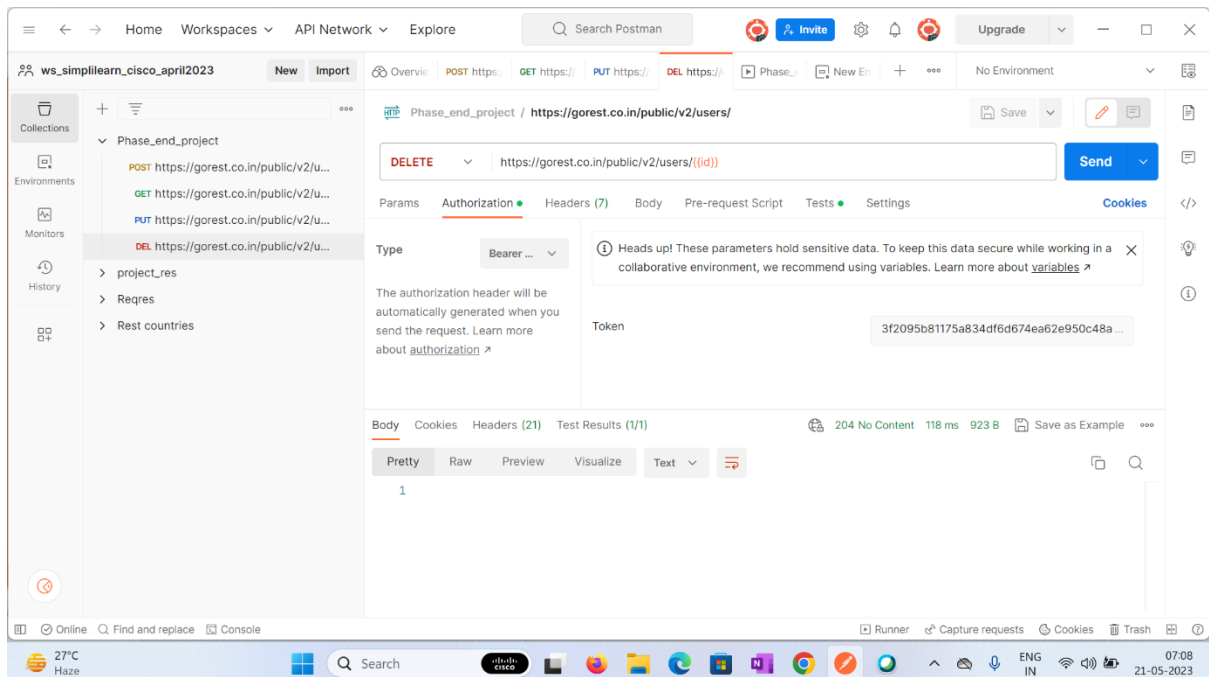 Home Workspaces API Network Explore Search Postman Invite Upgrade
ws_simplilearn_cisco_april2023 New Import Overvie POST https: GET https:// PUT https:// DEL https:// Phase_ New En No Environment
Collections
Environments
Monitors
History
Phase_end_project
POST https://gorest.co.in/public/v2/u...
GET https://gorest.co.in/public/v2/u...
PUT https://gorest.co.in/public/v2/u...
DEL https://gorest.co.in/public/v2/u...
project_res
Reqres
Rest countries
HTTP Phase_end_project / https://gorest.co.in/public/v2/users/ Save
DELETE https://gorest.co.in/public/v2/users/{{id}} Send
Params Authorization Headers (7) Body Pre-request Script Tests Settings Cookies
Type Bearer ...
The authorization header will be
automatically generated when you
send the request. Learn more
about authorization
Heads up! These parameters hold sensitive data. To keep this data secure while working in a
collaborative environment, we recommend using variables. Learn more about variables
Token 3f2095b81175a834df6d674ea62e950c48a...
Body Cookies Headers (21) Test Results (1/1) 204 No Content 118 ms 923 B Save as Example
Pretty Raw Preview Visualize Text
1
Online Find and replace Console Runner Capture requests Cookies Trash
27°C
Haze
Search
CISCO
ENG
IN
07:08
21-05-2023